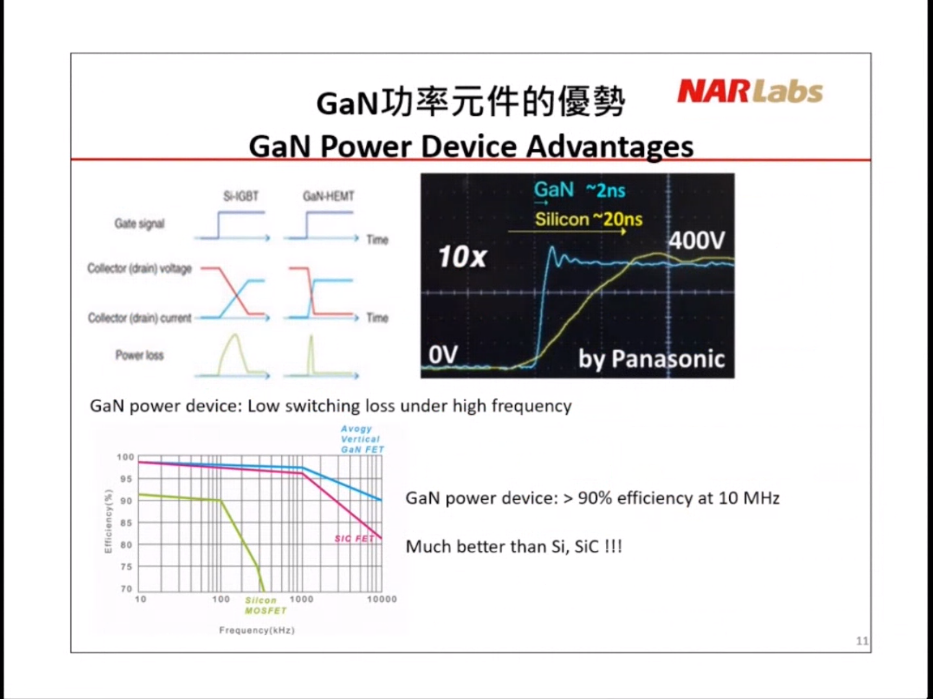 GaN功率元件的優勢
NARLabs
GaN Power Device Advantages
Si-IGBT GaN-HEMT
Gate signal
Time
Collector (drain) voltage
Collector (drain) current
Time
Power loss
GaN ~2ns
Silicon ~20ns
10x
400V
0V
by Panasonic
GaN power device: Low switching loss under high frequency
Avogy
Vertical
GaN FET
100
95
90
85
80
75
70
Efficiency(%)
SIC FET
10 100 1000 10000
Silcon
MOSFET
Frequency(kHz)
GaN power device: > 90% efficiency at 10 MHz
Much better than Si, SiC !!!
11